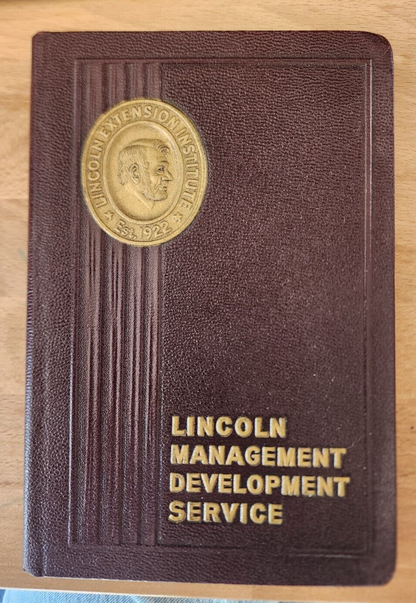 LINCOLN EXTENSION INSTITUTE
EST. 1922
LINCOLN
MANAGEMENT
DEVELOPMENT
SERVICE